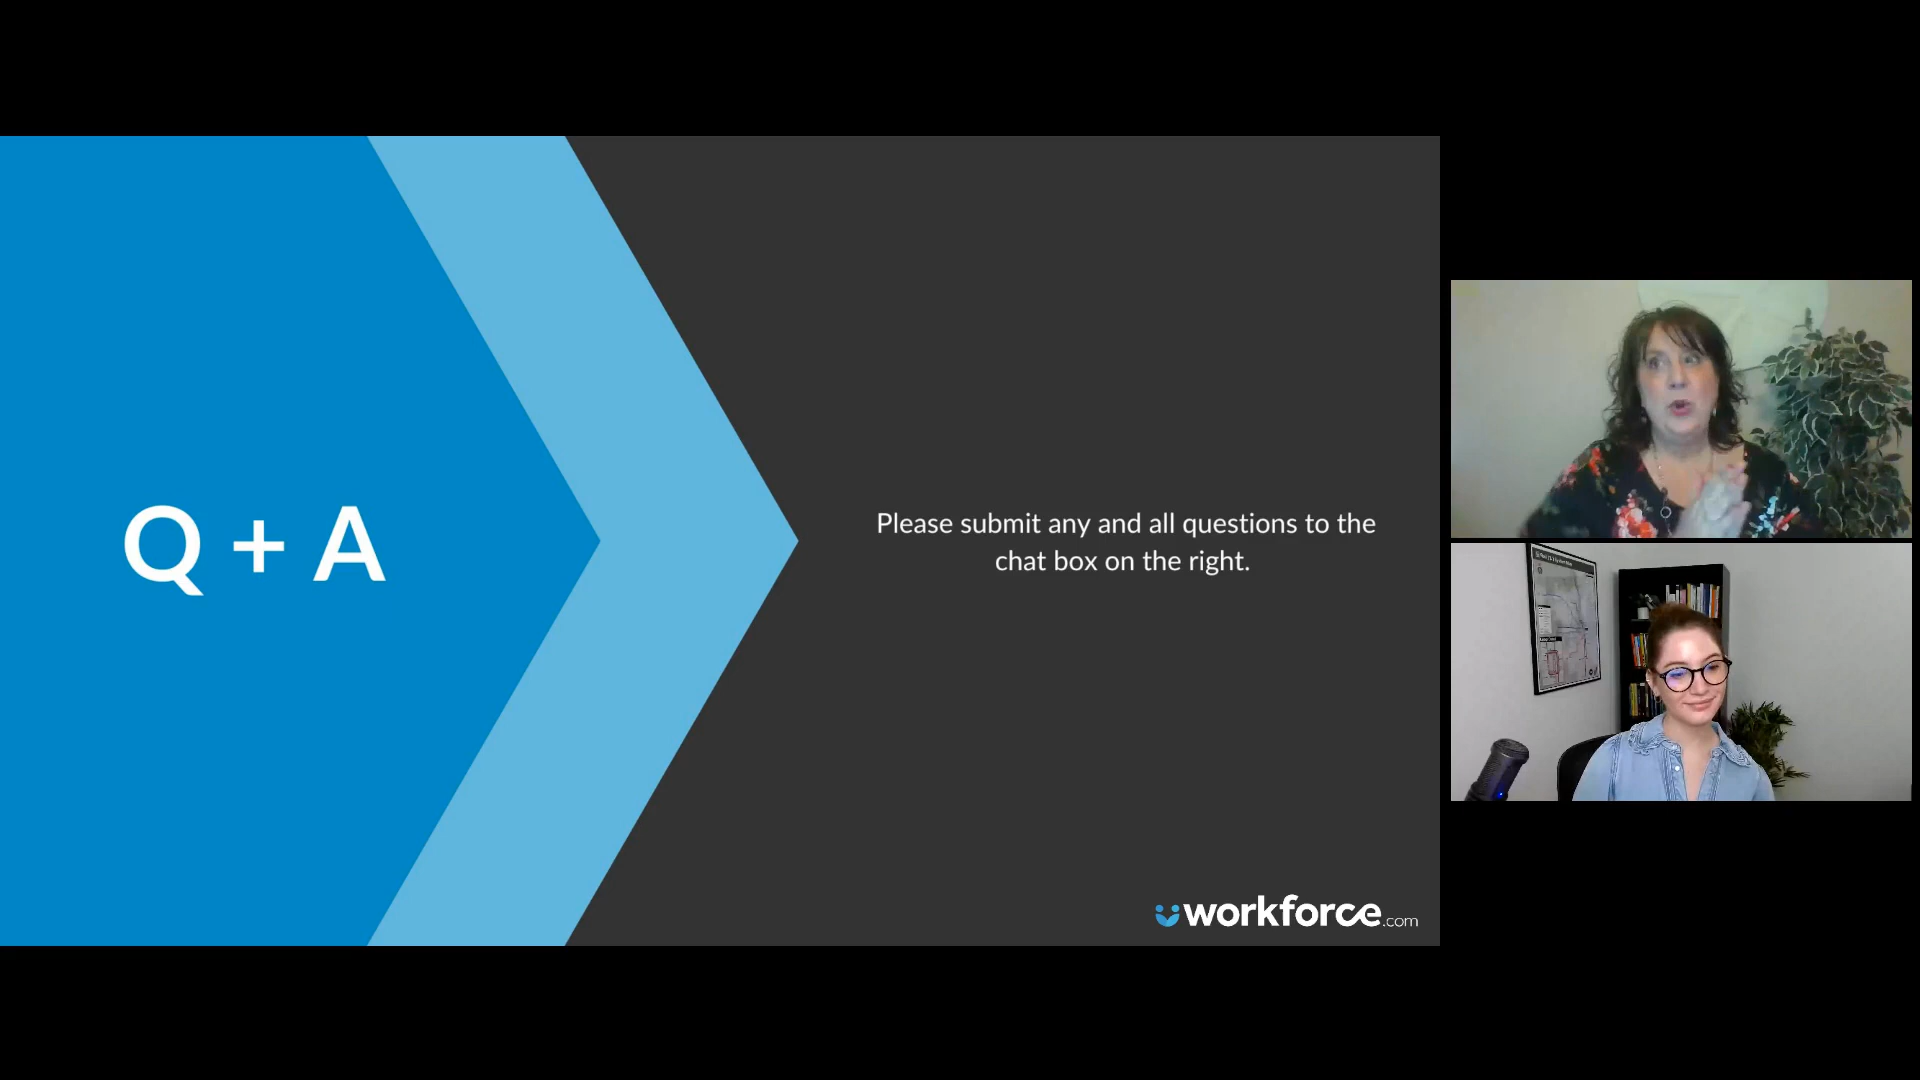 Q + A
Please submit any and all questions to the
chat box on the right.
workforce.com